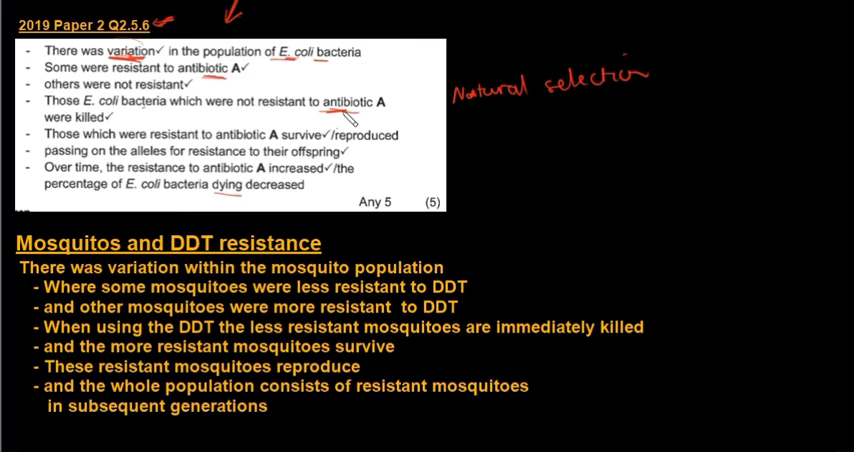 2019 Paper 2 Q2.5.6
- There was variation✓ in the population of E. coli bacteria
- Some were resistant to antibiotic A✓
- others were not resistant✓
- Those E. coli bacteria which were not resistant to antibiotic A
were killed✓
- Those which were resistant to antibiotic A survive✓/reproduced
- passing on the alleles for resistance to their offspring✓
- Over time, the resistance to antibiotic A increased✓/the
percentage of E. coli bacteria dying decreased
Any 5 (5)
Natural selection
Mosquitos and DDT resistance
There was variation within the mosquito population
- Where some mosquitoes were less resistant to DDT
- and other mosquitoes were more resistant to DDT
- When using the DDT the less resistant mosquitoes are immediately killed
- and the more resistant mosquitoes survive
- These resistant mosquitoes reproduce
- and the whole population consists of resistant mosquitoes
in subsequent generations